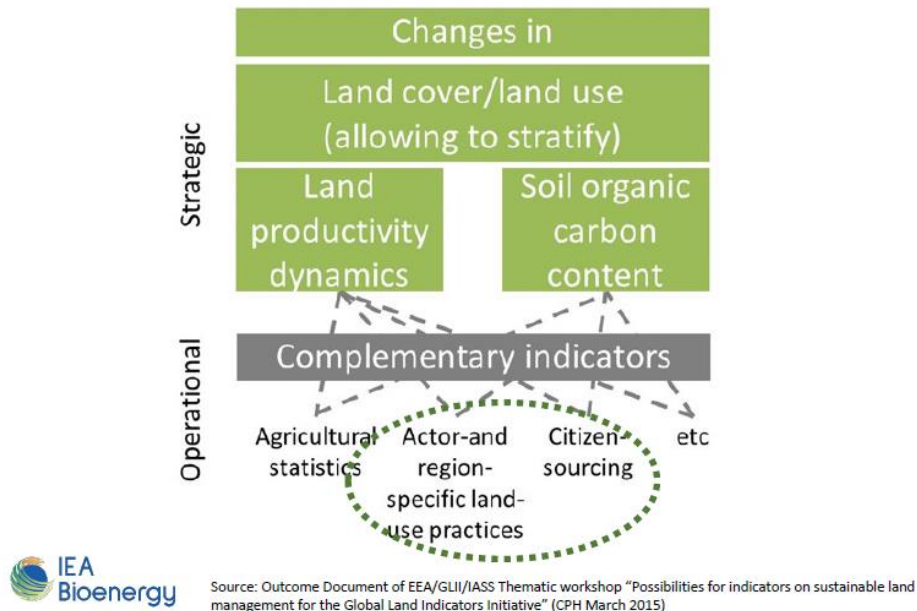 Changes in
Land cover/land use
(allowing to stratify)
Strategic
Land
productivity
dynamics
Soil organic
carbon
content
Operational
Complementary indicators
Agricultural
statistics
Actor-and
region-
specific land-
use practices
Citizen-
sourcing
etc
IEA
Bioenergy
Source: Outcome Document of EEA/GLII/IASS Thematic workshop “Possibilities for indicators on sustainable land
management for the Global Land Indicators Initiative” (CPH March 2015)